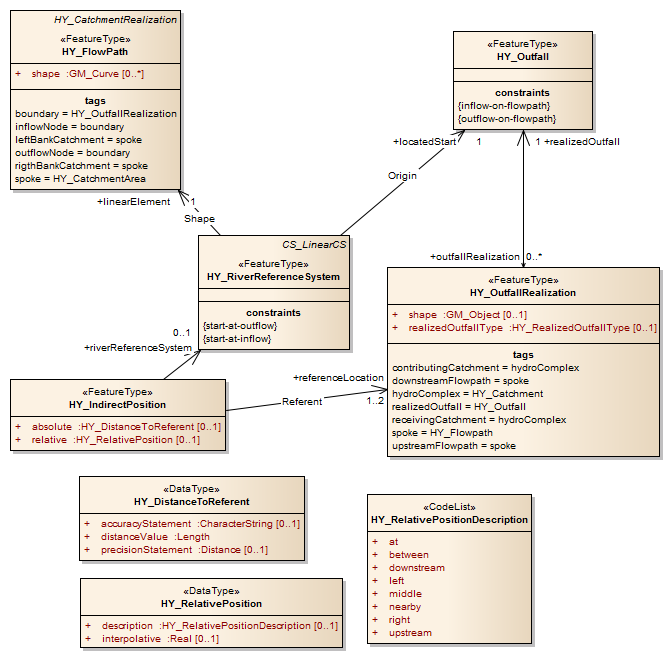 HY_CatchmentRealization
«FeatureType»
HY_FlowPath
+ shape :GM_Curve [0..*]
tags
boundary = HY_OutfallRealization
inflowNode = boundary
leftBankCatchment = spoke
outflowNode = boundary
rigthBankCatchment = spoke
spoke = HY_CatchmentArea
«FeatureType»
HY_Outfall
constraints
{inflow-on-flowpath}
{outflow-on-flowpath}
+locatedStart 1
1 +realizedOutfall
Origin
+linearElement 1
Shape
CS_LinearCS
«FeatureType»
HY_RiverReferenceSystem
constraints
{start-at-outflow}
{start-at-inflow}
+outfallRealization 0..*
«FeatureType»
HY_OutfallRealization
+ shape :GM_Object [0..1]
+ realizedOutfallType :HY_RealizedOutfallType [0..1]
tags
contributingCatchment = hydroComplex
downstreamFlowpath = spoke
hydroComplex = HY_Catchment
realizedOutfall = HY_Outfall
receivingCatchment = hydroComplex
spoke = HY_Flowpath
upstreamFlowpath = spoke
0..1
+riverReferenceSystem
+referenceLocation
Referent 1..2
«FeatureType»
HY_IndirectPosition
+ absolute :HY_DistanceToReferent [0..1]
+ relative :HY_RelativePosition [0..1]
«DataType»
HY_DistanceToReferent
+ accuracyStatement :CharacterString [0..1]
+ distanceValue :Length
+ precisionStatement :Distance [0..1]
«DataType»
HY_RelativePosition
+ description :HY_RelativePositionDescription [0..1]
+ interpolative :Real [0..1]
«CodeList»
HY_RelativePositionDescription
+ at
+ between
+ downstream
+ left
+ middle
+ nearby
+ right
+ upstream